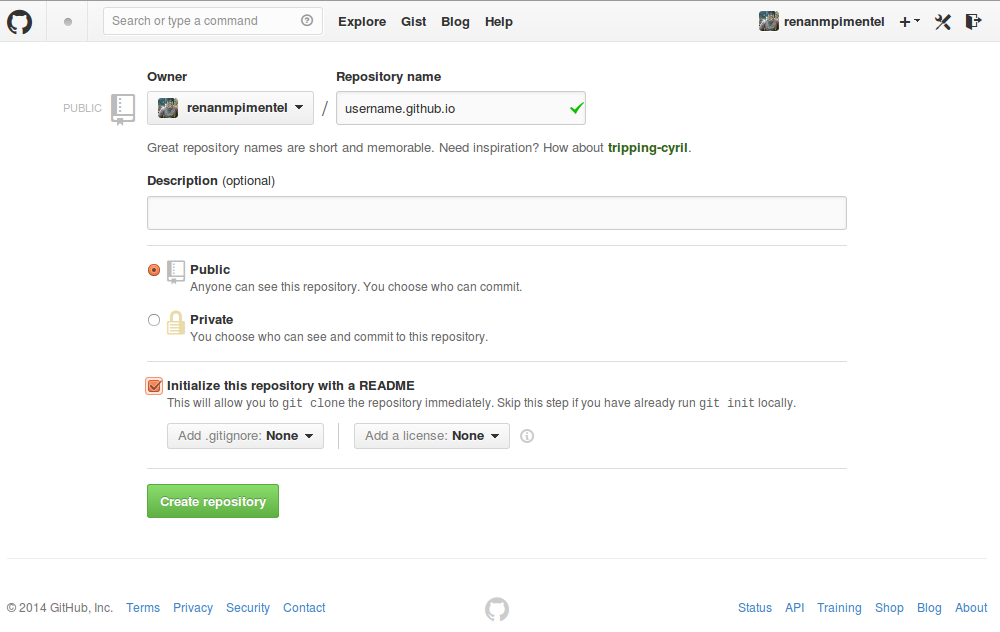 Search or type a command
Explore Gist Blog Help
renanmpimentel
Owner
Repository name
PUBLIC
renanmpimentel / username.github.io
Great repository names are short and memorable. Need inspiration? How about tripping-cyril.
Description (optional)
Public
Anyone can see this repository. You choose who can commit.
Private
You choose who can see and commit to this repository.
Initialize this repository with a README
This will allow you to git clone the repository immediately. Skip this step if you have already run git init locally.
Add .gitignore: None
Add a license: None
Create repository
© 2014 GitHub, Inc. Terms Privacy Security Contact
Status API Training Shop Blog About